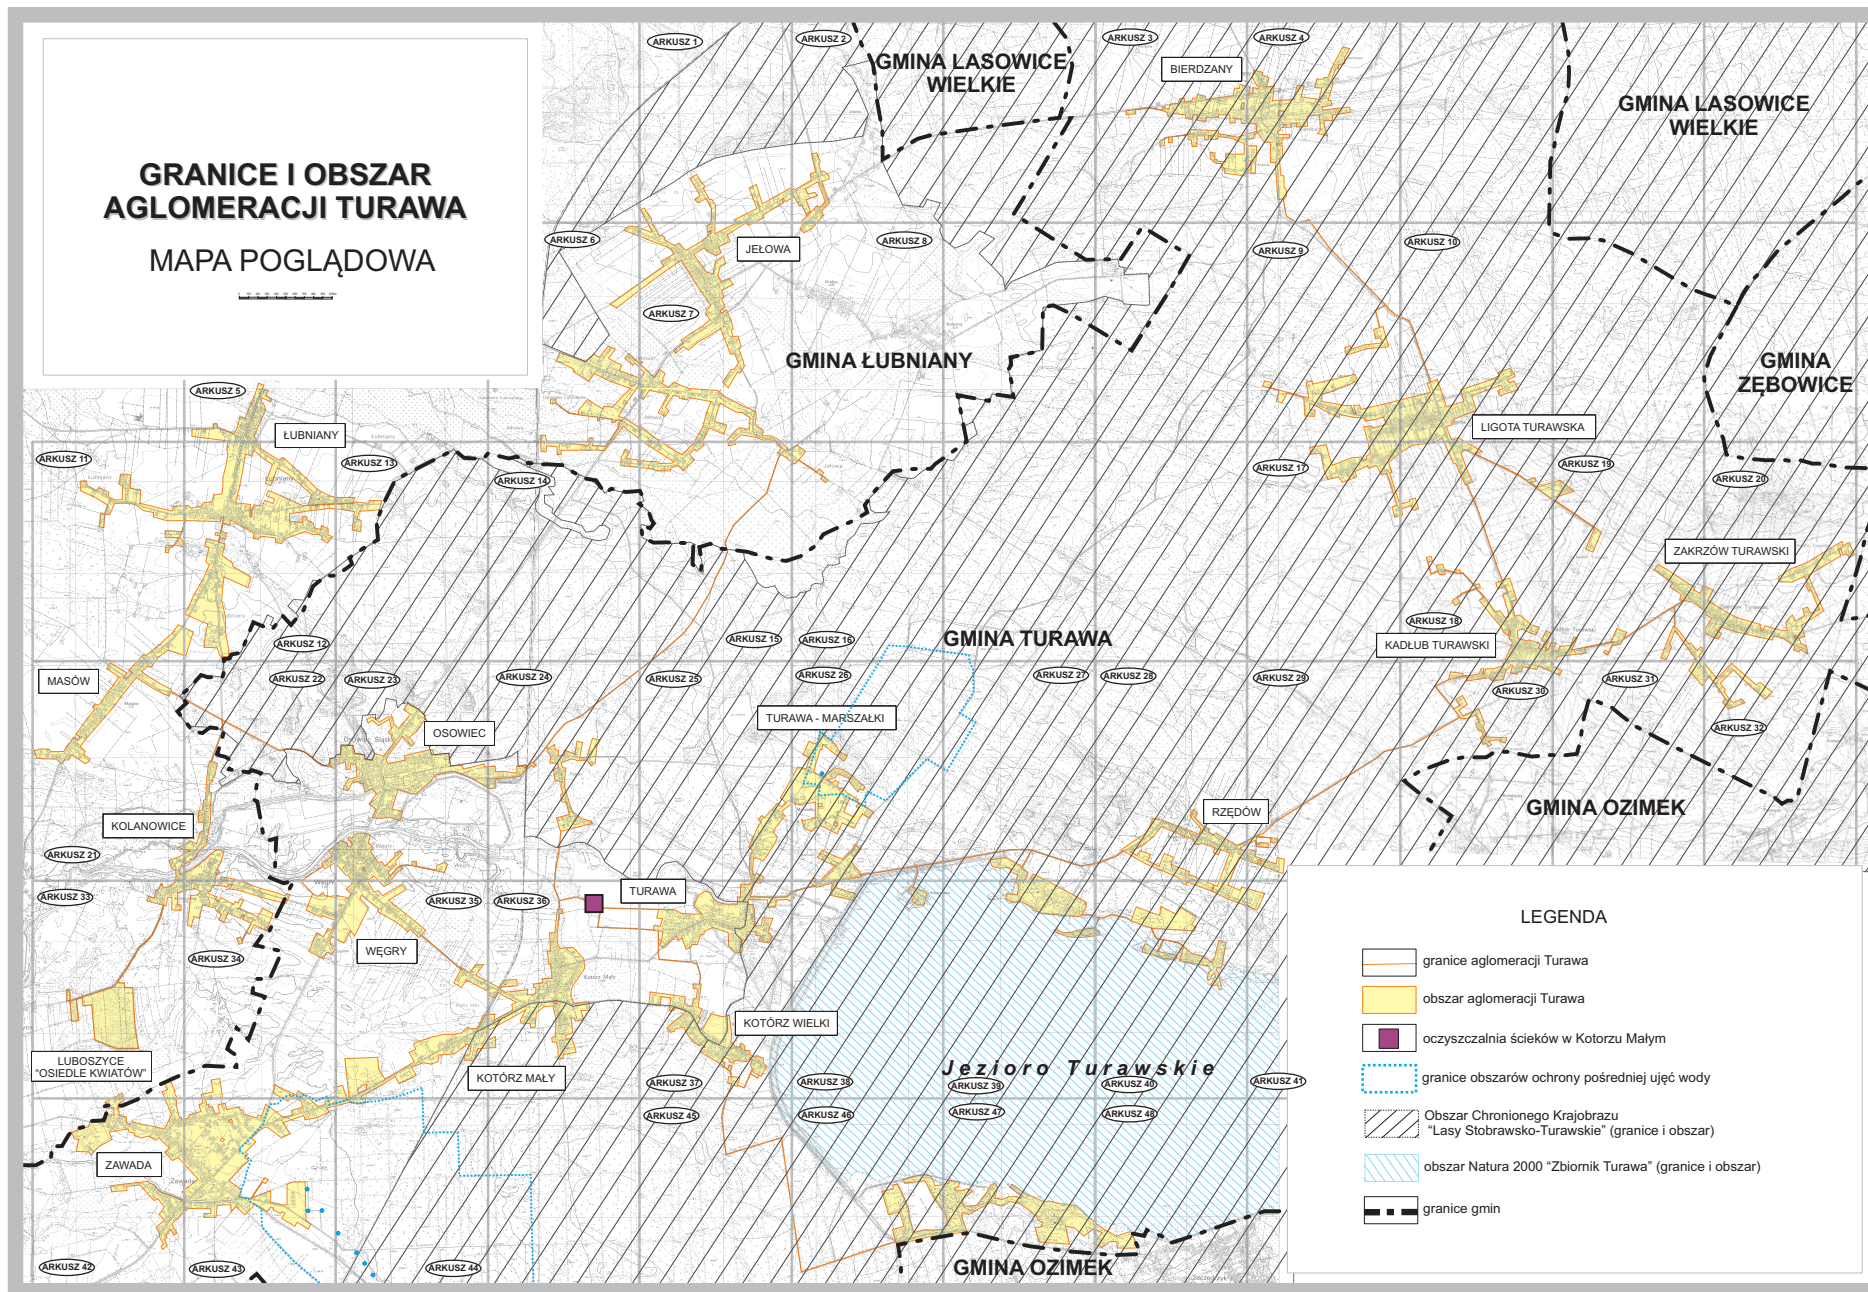 GRANICE I OBSZAR
AGLOMERACJI TURAWA
MAPA POGLĄDOWA
ARKUSZ 1
ARKUSZ 2
ARKUSZ 3
ARKUSZ 4
GMINA LASOWICE
WIELKIE
BIERDZANY
GMINA LASOWICE
WIELKIE
ARKUSZ 6
JEŁOWA
ARKUSZ 8
ARKUSZ 9
ARKUSZ 10
ARKUSZ 7
GMINA ŁUBNIANY
GMINA
ZĘBOWICE
ARKUSZ 5
ŁUBNIANY
LIGOTA TURAWSKA
ARKUSZ 11
ARKUSZ 13
ARKUSZ 14
ARKUSZ 17
ARKUSZ 19
ARKUSZ 20
ZAKRZÓW TURAWSKI
ARKUSZ 12
ARKUSZ 15
ARKUSZ 16
GMINA TURAWA
ARKUSZ 18
KADŁUB TURAWSKI
MASÓW
ARKUSZ 22
ARKUSZ 23
ARKUSZ 24
ARKUSZ 25
ARKUSZ 26
ARKUSZ 27
ARKUSZ 28
ARKUSZ 29
ARKUSZ 30
ARKUSZ 31
ARKUSZ 32
OSOWIEC
TURAWA - MARSZAŁKI
KOLANOWICE
RZĘDÓW
GMINA OZIMEK
ARKUSZ 21
ARKUSZ 33
ARKUSZ 35
ARKUSZ 36
TURAWA
WĘGRY
ARKUSZ 34
KOTÓRZ WIELKI
LUBOSZYCE
"OSIEDLE KWIATÓW"
KOTÓRZ MAŁY
Jezioro Turawskie
ARKUSZ 37
ARKUSZ 38
ARKUSZ 39
ARKUSZ 40
ARKUSZ 41
ARKUSZ 45
ARKUSZ 46
ARKUSZ 47
ARKUSZ 48
ZAWADA
ARKUSZ 42
ARKUSZ 43
ARKUSZ 44
GMINA OZIMEK
LEGENDA
granice aglomeracji Turawa
obszar aglomeracji Turawa
oczyszczalnia ścieków w Kotorzu Małym
granice obszarów ochrony pośredniej ujęć wody
Obszar Chronionego Krajobrazu
"Lasy Stobrawsko-Turawskie" (granice i obszar)
obszar Natura 2000 "Zbiornik Turawa" (granice i obszar)
granice gmin